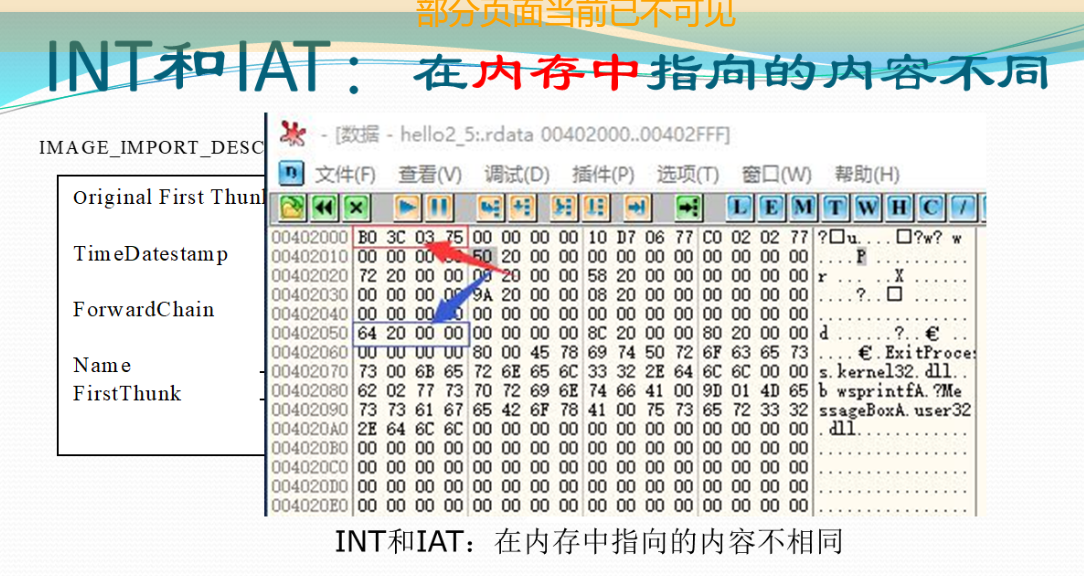 部分页面当前已不可见
INT和IAT：在内存中指向的内容不同
IMAGE_IMPORT_DESC
Original First Thunk
TimeDatestamp
ForwardChain
Name
FirstThunk
- [数据 - hello2_5:.rdata 00402000..00402FFF]
文件(F) 查看(V) 调试(D) 插件(P) 选项(T) 窗口(W) 帮助(H)
L E M T W H C /
00402000 B0 3C 03 75 00 00 00 00 10 D7 06 77 C0 02 02 77 ?□u....□?w? w
00402010 00 00 00 00 50 20 00 00 00 00 00 00 00 00 00 00 ....P ..........
00402020 72 20 00 00 00 20 00 00 58 20 00 00 00 00 00 00 r ... ..X ......
00402030 00 00 00 00 9A 20 00 00 08 20 00 00 00 00 00 00 ....? .. □ ......
00402040 00 00 00 00 00 00 00 00 00 00 00 00 00 00 00 00 ................
00402050 64 20 00 00 00 00 00 00 8C 20 00 00 80 20 00 00 d .......?..€ ..
00402060 00 00 00 00 80 00 45 78 69 74 50 72 6F 63 65 73 ....€.ExitProces
00402070 73 00 6B 65 72 6E 65 6C 33 32 2E 64 6C 6C 00 00 s.kernel32.dll..
00402080 62 02 77 73 70 72 69 6E 74 66 41 00 9D 01 4D 65 b wsprintfA.?Me
00402090 73 73 61 67 65 42 6F 78 41 00 75 73 65 72 33 32 ssageBoxA.user32
004020A0 2E 64 6C 6C 00 00 00 00 00 00 00 00 00 00 00 00 .dll............
004020B0 00 00 00 00 00 00 00 00 00 00 00 00 00 00 00 00 ................
004020C0 00 00 00 00 00 00 00 00 00 00 00 00 00 00 00 00 ................
004020D0 00 00 00 00 00 00 00 00 00 00 00 00 00 00 00 00 ................
004020E0 00 00 00 00 00 00 00 00 00 00 00 00 00 00 00 00 ................
INT和IAT：在内存中指向的内容不相同